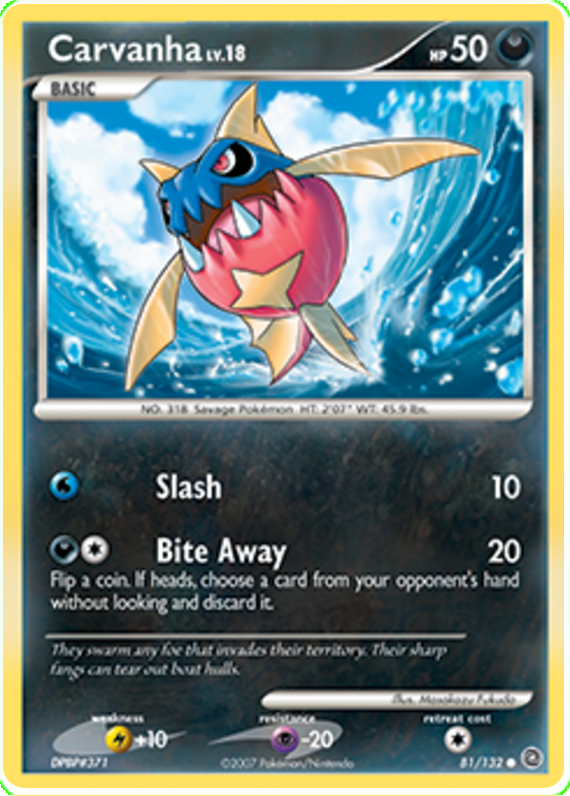 Carvanha LV.18 HP 50
BASIC
NO. 318 Savage Pokémon HT: 2'07" WT: 45.9 lbs.
Slash 10
Bite Away 20
Flip a coin. If heads, choose a card from your opponent's hand
without looking and discard it.
They swarm any foe that invades their territory. Their sharp
fangs can tear out boat hulls.
Illus. Masakazu Fukuda
weakness resistance retreat cost
+10 -20
DPBP#371 ©2007 Pokémon/Nintendo 81/132